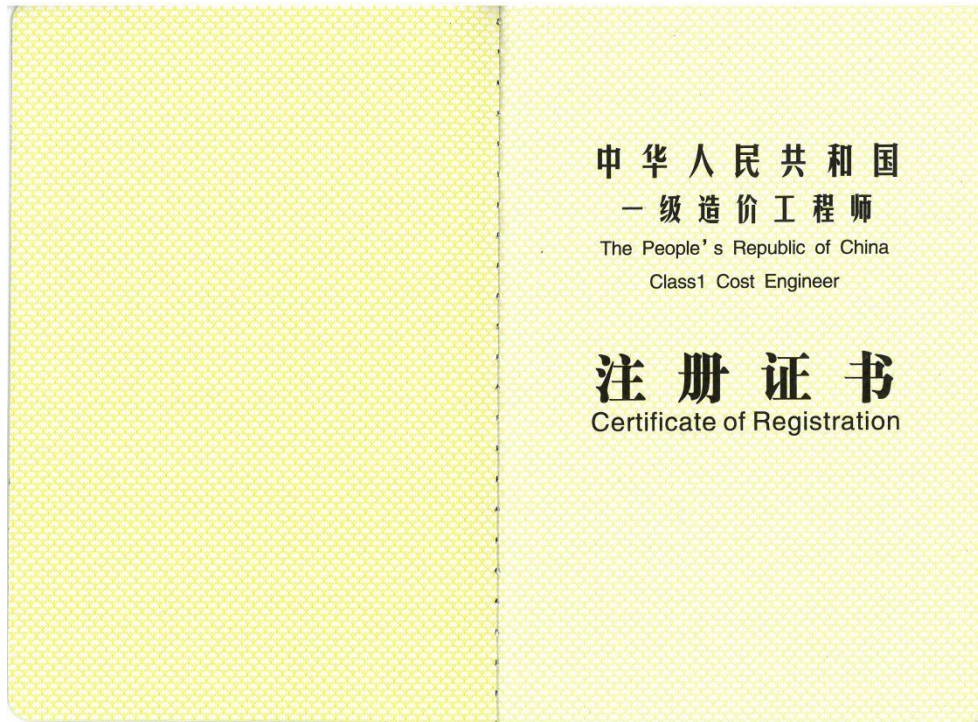 中华人民共和国
一级造价工程师
The People's Republic of China
Class1 Cost Engineer
注册证书
Certificate of Registration